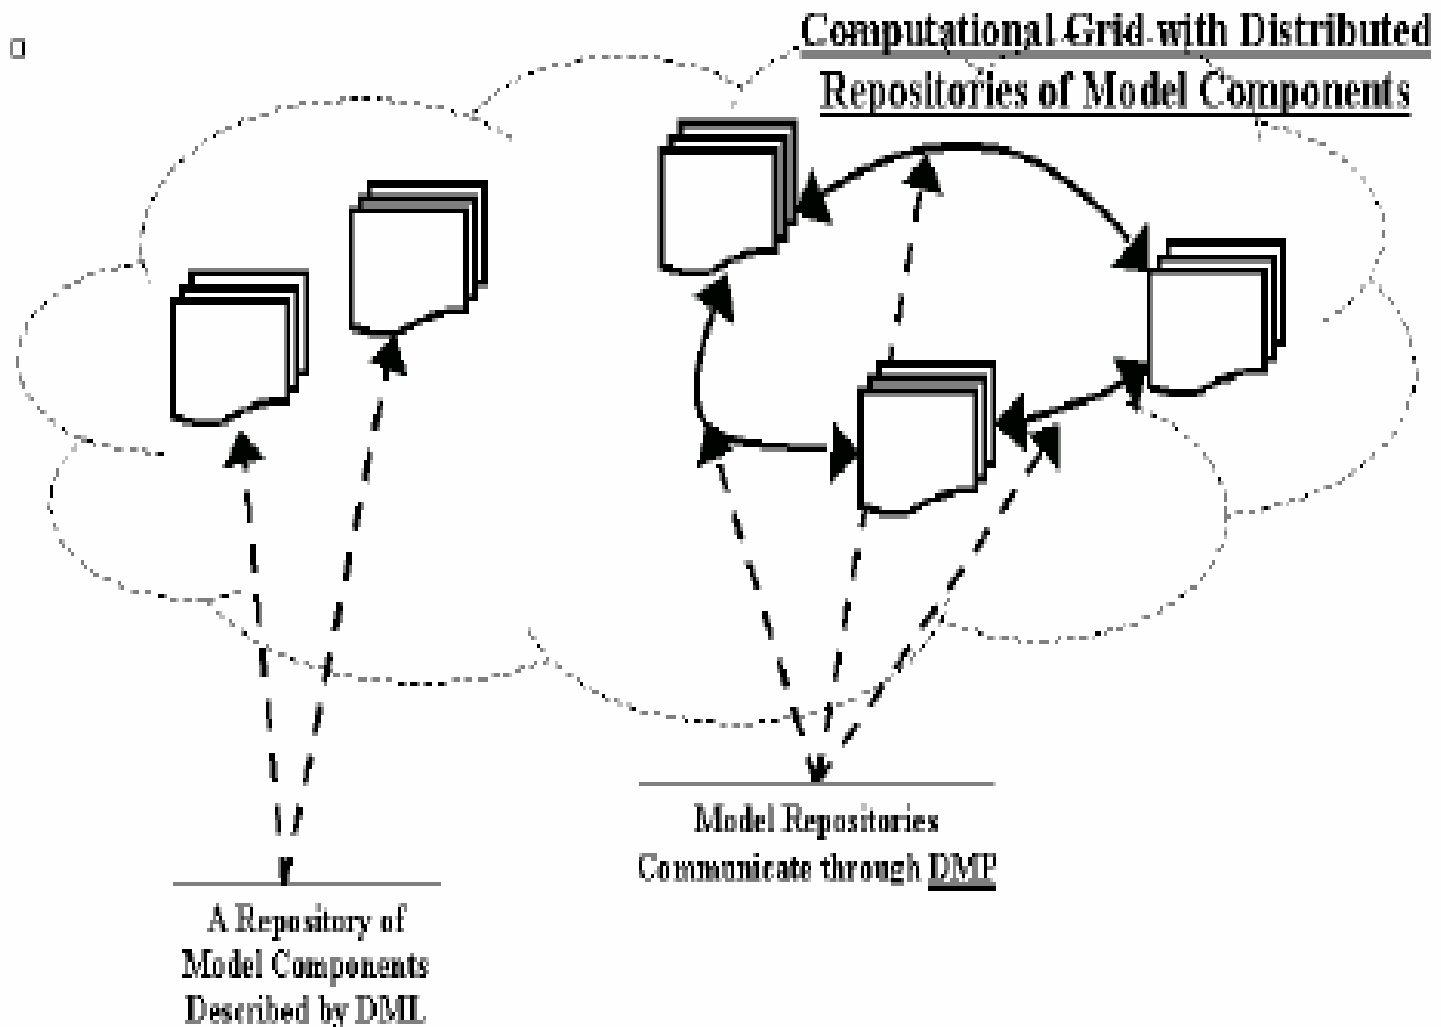 Computational Grid with Distributed
Repositories of Model Components
Model Repositories
Communicate through DMP
A Repository of
Model Components
Described by DML